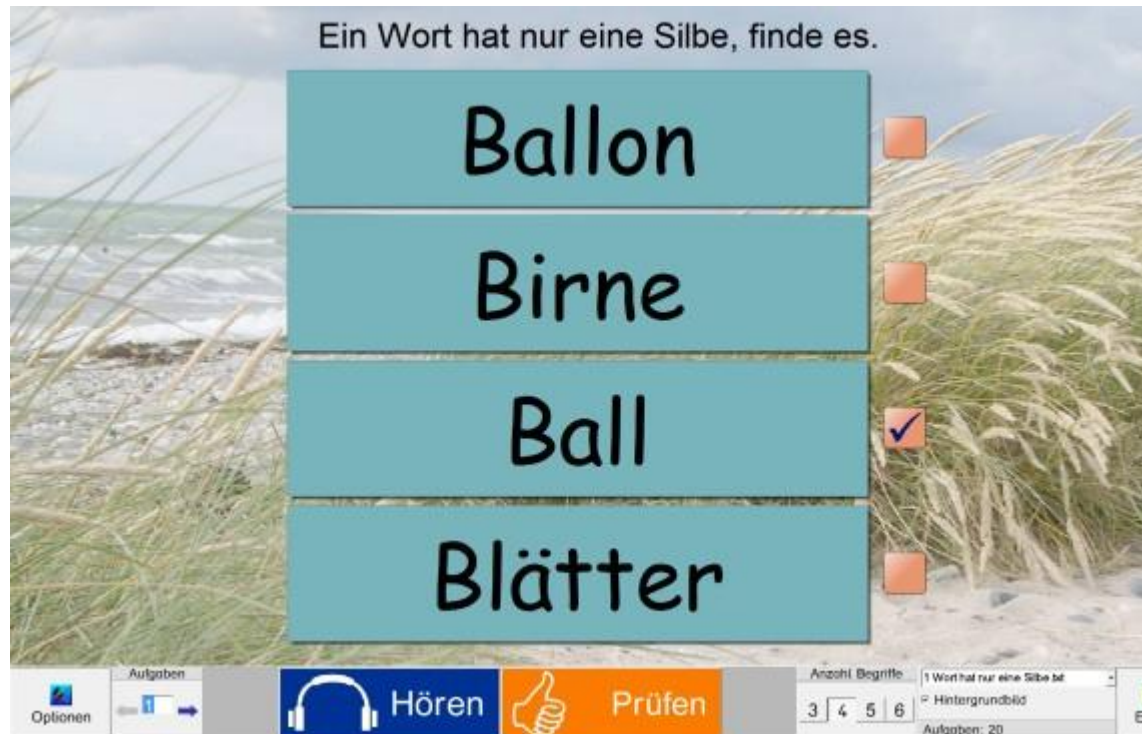 Ein Wort hat nur eine Silbe, finde es.
Ballon
Birne
Ball
Blätter
Optionen
Aufgaben
1
Hören
Prüfen
Anzahl Begriffe
3 4 5 6
1 Wort hat nur eine Silbe.txt
Hintergrundbild
Aufgaben: 20